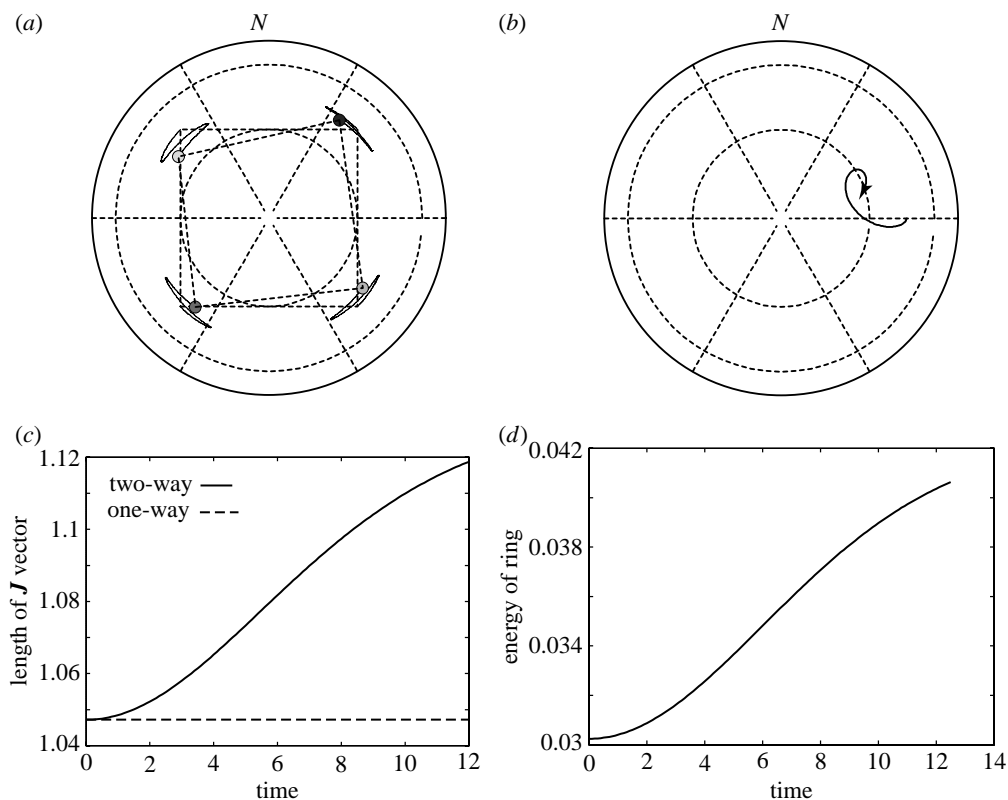 (a)
N
(b)
N
(c)
1.12
1.1
1.08
1.06
1.04
length of J vector
two-way
one-way
0 2 4 6 8 10 12
time
(d)
0.042
0.038
0.034
0.03
energy of ring
0 2 4 6 8 10 12 14
time